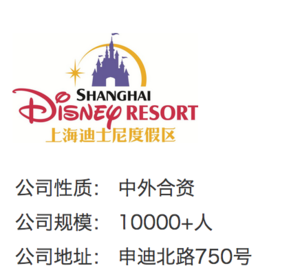 SHANGHAI
DISNEY RESORT
上海迪士尼度假区
公司性质： 中外合资
公司规模： 10000+人
公司地址： 申迪北路750号